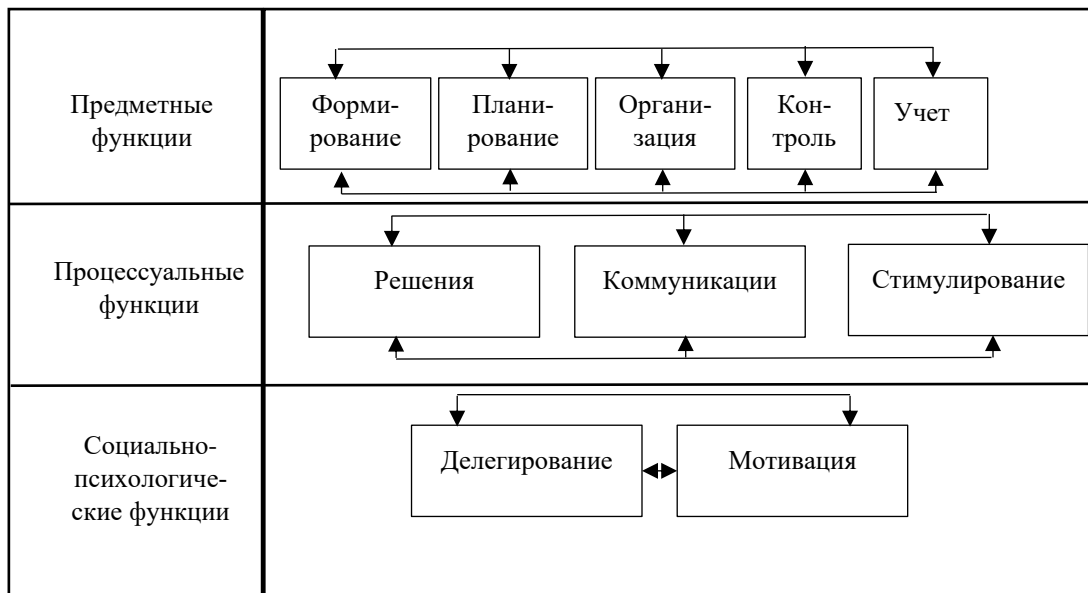 Предметные
функции
Форми-
рование
Плани-
рование
Органи-
зация
Кон-
троль
Учет
Процессуальные
функции
Решения
Коммуникации
Стимулирование
Социально-
психологиче-
ские функции
Делегирование
Мотивация